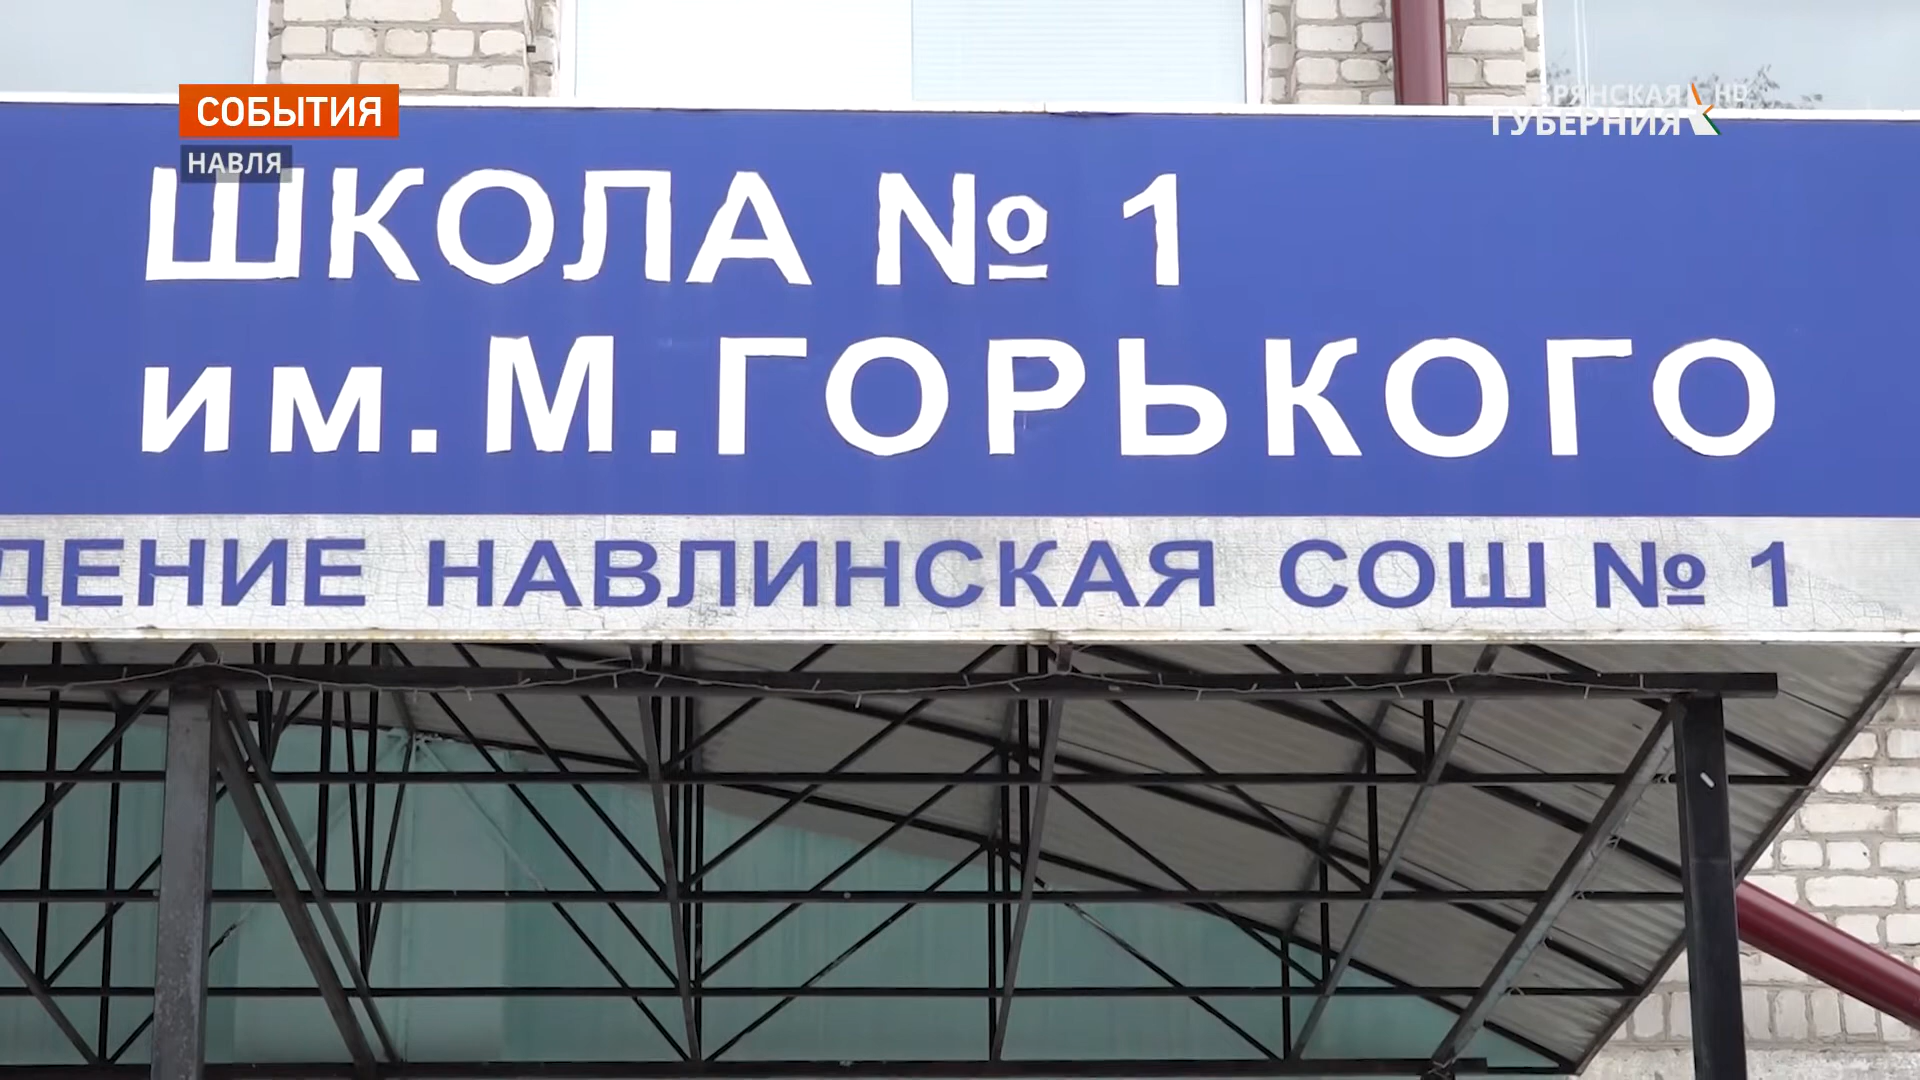 СОБЫТИЯ
НАВЛЯ
БРЯНСКАЯ HD
ГУБЕРНИЯ
ШКОЛА № 1
им. М. ГОРЬКОГО
ДЕНИЕ НАВЛИНСКАЯ СОШ № 1